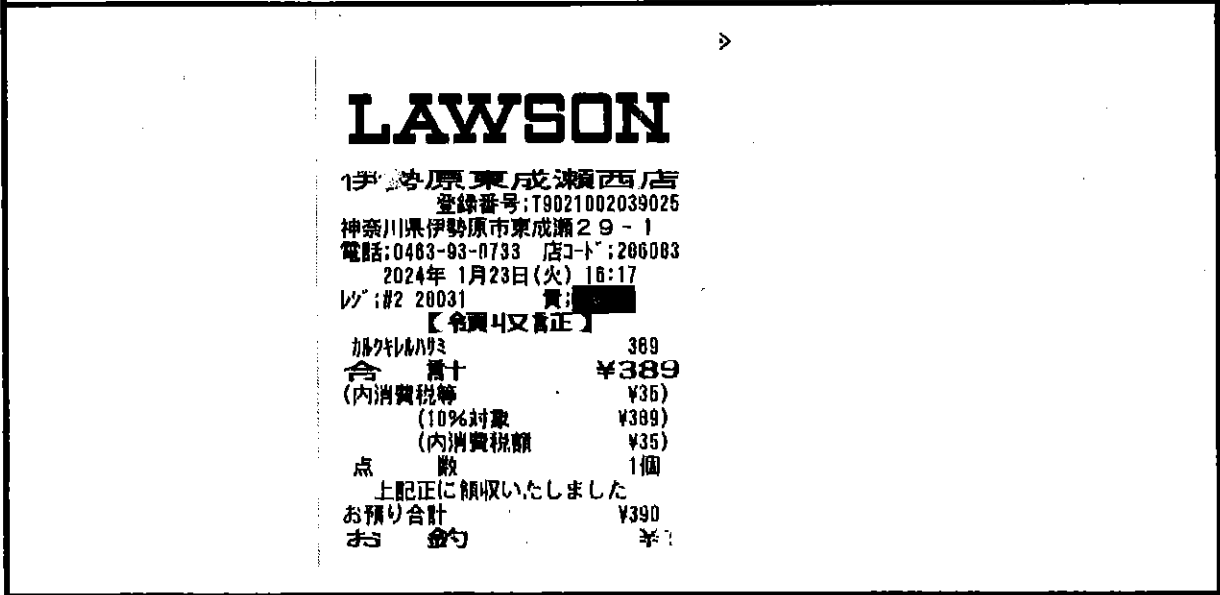 LAWSON
伊勢原東成瀬西店
登録番号:T9021002039025
神奈川県伊勢原市東成瀬29-1
電話:0463-93-0733 店コード:206083
2024年 1月23日(火) 16:17
レジ:#2 20031 責:
【領収証】
カルクキレルハサミ 389
合 計 ¥389
(内消費税等 ¥35)
(10%対象 ¥389)
(内消費税額 ¥35)
点 数 1個
上記正に領収いたしました
お預り合計 ¥390
お 釣 ¥1